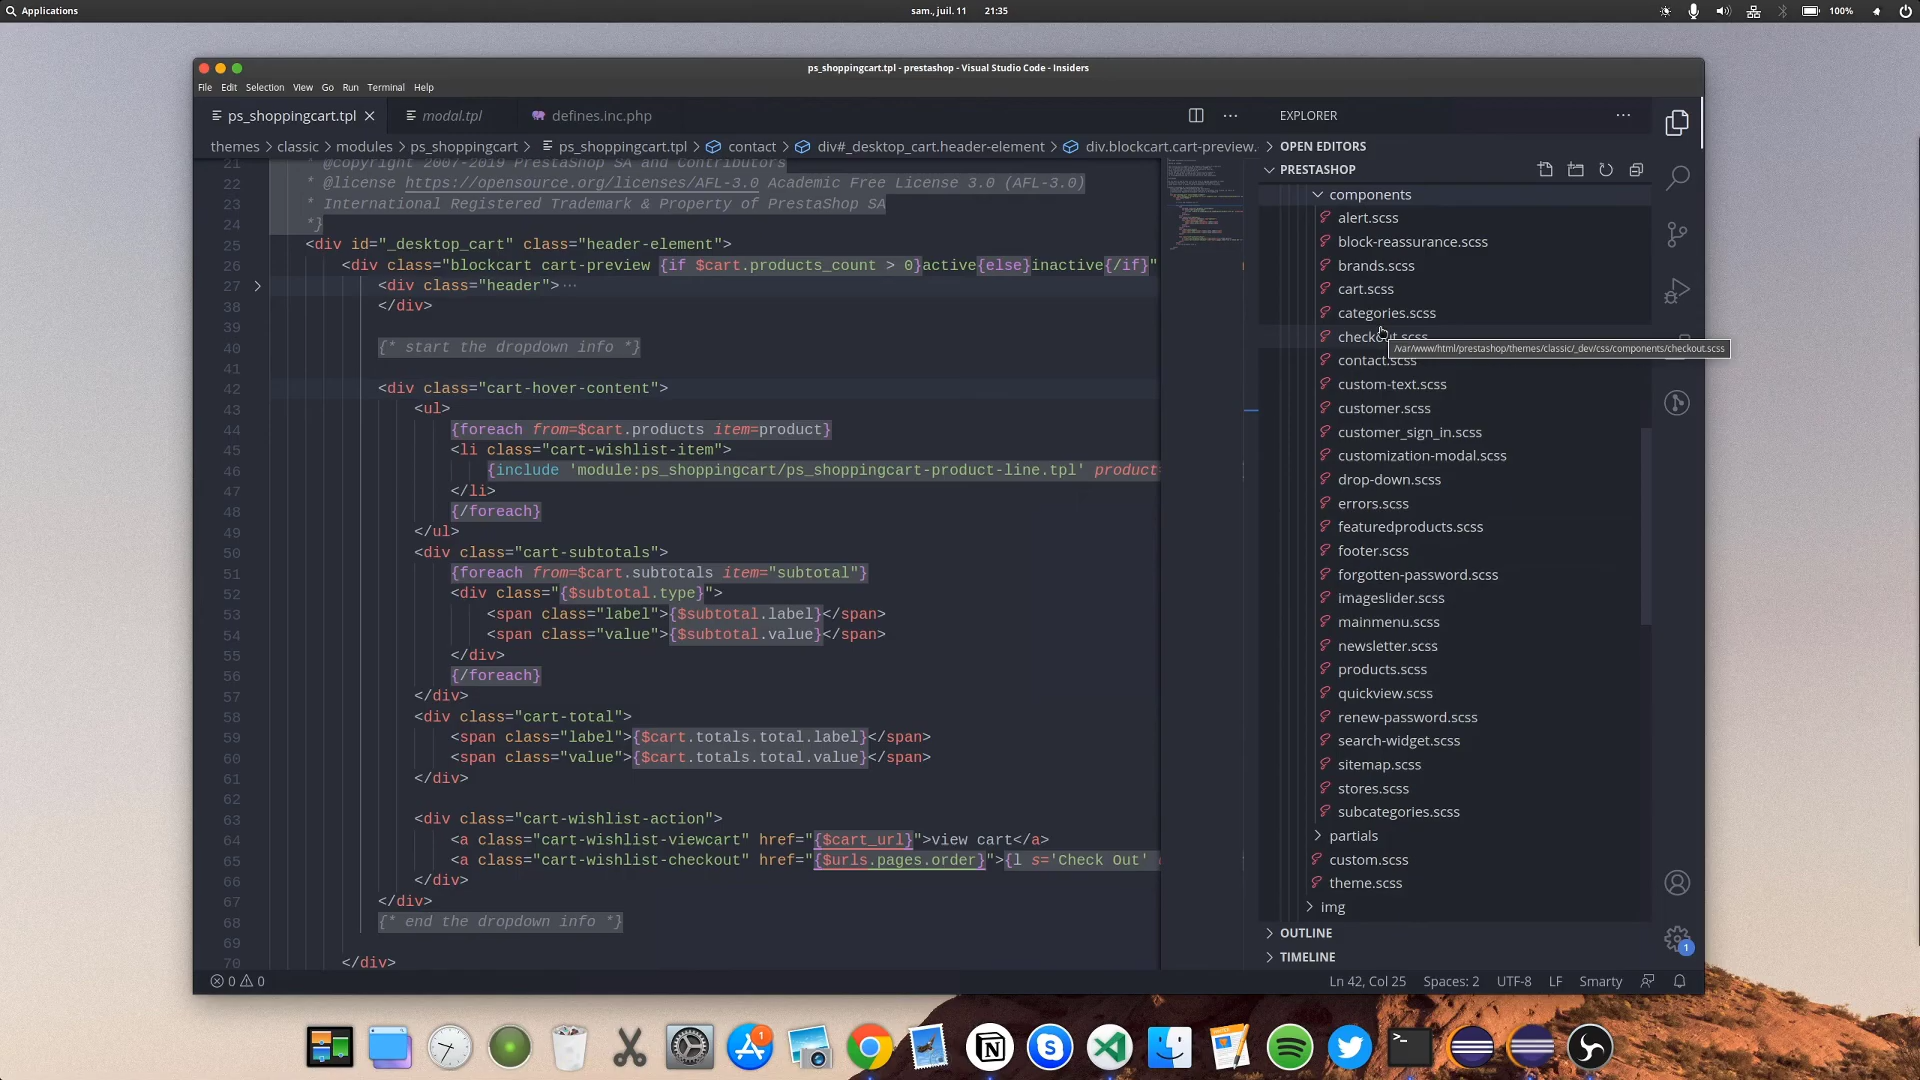 Applications
sam., juil. 11 21:35
100%
ps_shoppingcart.tpl - prestashop - Visual Studio Code - Insiders
File Edit Selection View Go Run Terminal Help
ps_shoppingcart.tpl modal.tpl defines.inc.php
themes > classic > modules > ps_shoppingcart > ps_shoppingcart.tpl > contact > div#_desktop_cart.header-element > div.blockcart.cart-preview.
21 * @copyright 2007-2019 PrestaShop SA and Contributors
22 * @license https://opensource.org/licenses/AFL-3.0 Academic Free License 3.0 (AFL-3.0)
23 * International Registered Trademark & Property of PrestaShop SA
24 *}
25 <div id="_desktop_cart" class="header-element">
26 <div class="blockcart cart-preview {if $cart.products_count > 0}active{else}inactive{/if}"
27 <div class="header">···
38 </div>
39
40 {* start the dropdown info *}
41
42 <div class="cart-hover-content">
43 <ul>
44 {foreach from=$cart.products item=product}
45 <li class="cart-wishlist-item">
46 {include 'module:ps_shoppingcart/ps_shoppingcart-product-line.tpl' product=
47 </li>
48 {/foreach}
49 </ul>
50 <div class="cart-subtotals">
51 {foreach from=$cart.subtotals item="subtotal"}
52 <div class="{$subtotal.type}">
53 <span class="label">{$subtotal.label}</span>
54 <span class="value">{$subtotal.value}</span>
55 </div>
56 {/foreach}
57 </div>
58 <div class="cart-total">
59 <span class="label">{$cart.totals.total.label}</span>
60 <span class="value">{$cart.totals.total.value}</span>
61 </div>
62
63 <div class="cart-wishlist-action">
64 <a class="cart-wishlist-viewcart" href="{$cart_url}">view cart</a>
65 <a class="cart-wishlist-checkout" href="{$urls.pages.order}">{l s='Check Out'
66 </div>
67 </div>
68 {* end the dropdown info *}
69
70 </div>
EXPLORER
OPEN EDITORS
PRESTASHOP
components
alert.scss
block-reassurance.scss
brands.scss
cart.scss
categories.scss
checkout.scss
/var/www/html/prestashop/themes/classic/_dev/css/components/checkout.scss
contact.scss
custom-text.scss
customer.scss
customer_sign_in.scss
customization-modal.scss
drop-down.scss
errors.scss
featuredproducts.scss
footer.scss
forgotten-password.scss
imageslider.scss
mainmenu.scss
newsletter.scss
products.scss
quickview.scss
renew-password.scss
search-widget.scss
sitemap.scss
stores.scss
subcategories.scss
partials
custom.scss
theme.scss
img
OUTLINE
TIMELINE
1
0 0
Ln 42, Col 25 Spaces: 2 UTF-8 LF Smarty
1